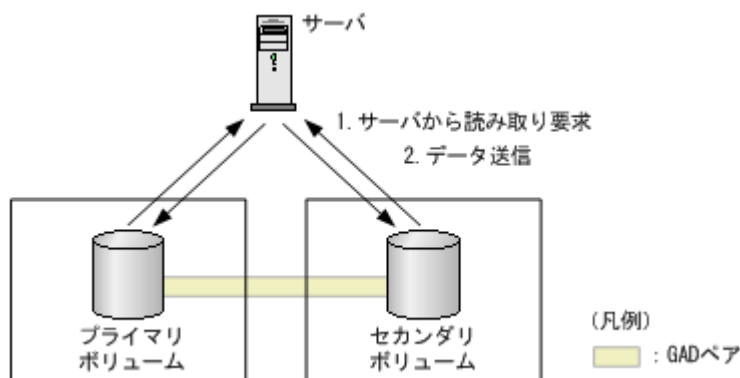 サーバ
1. サーバから読み取り要求
2. データ送信
プライマリ
ボリューム
セカンダリ
ボリューム
(凡例)
: GADペア